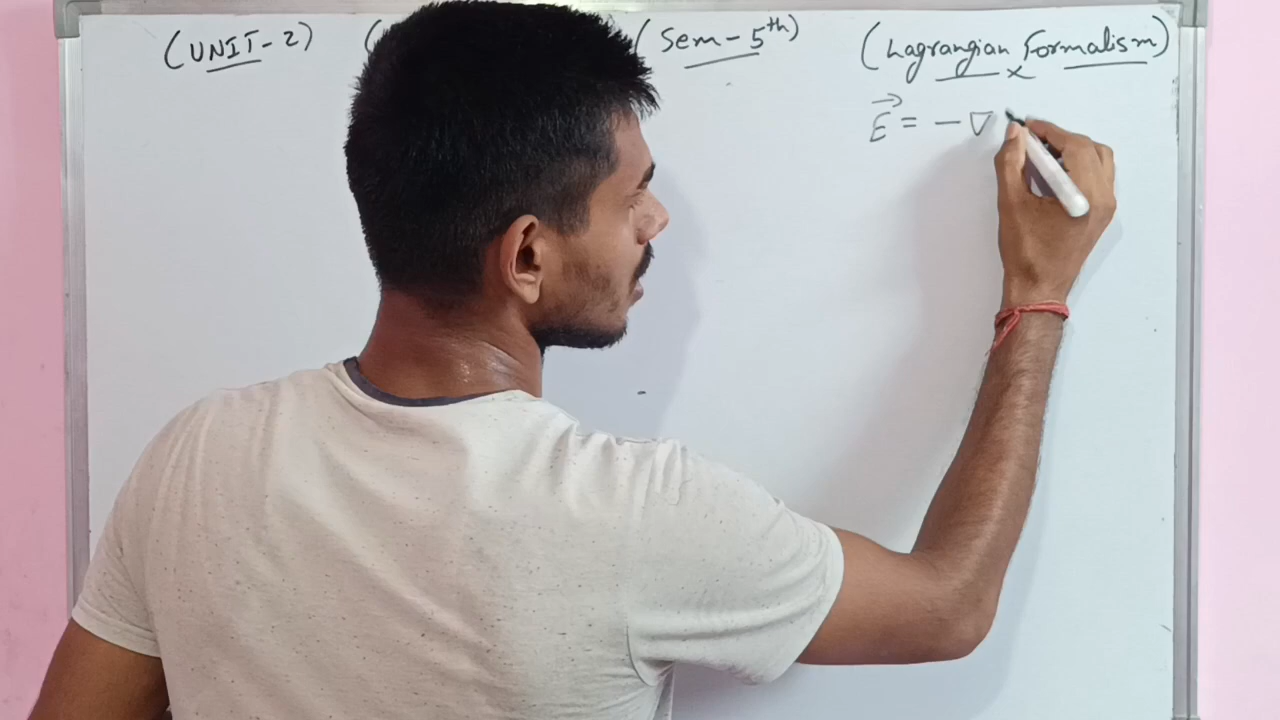 (UNIT-2) ( (Sem-5th) (Lagrangian Formalism)
E⃗ = -∇